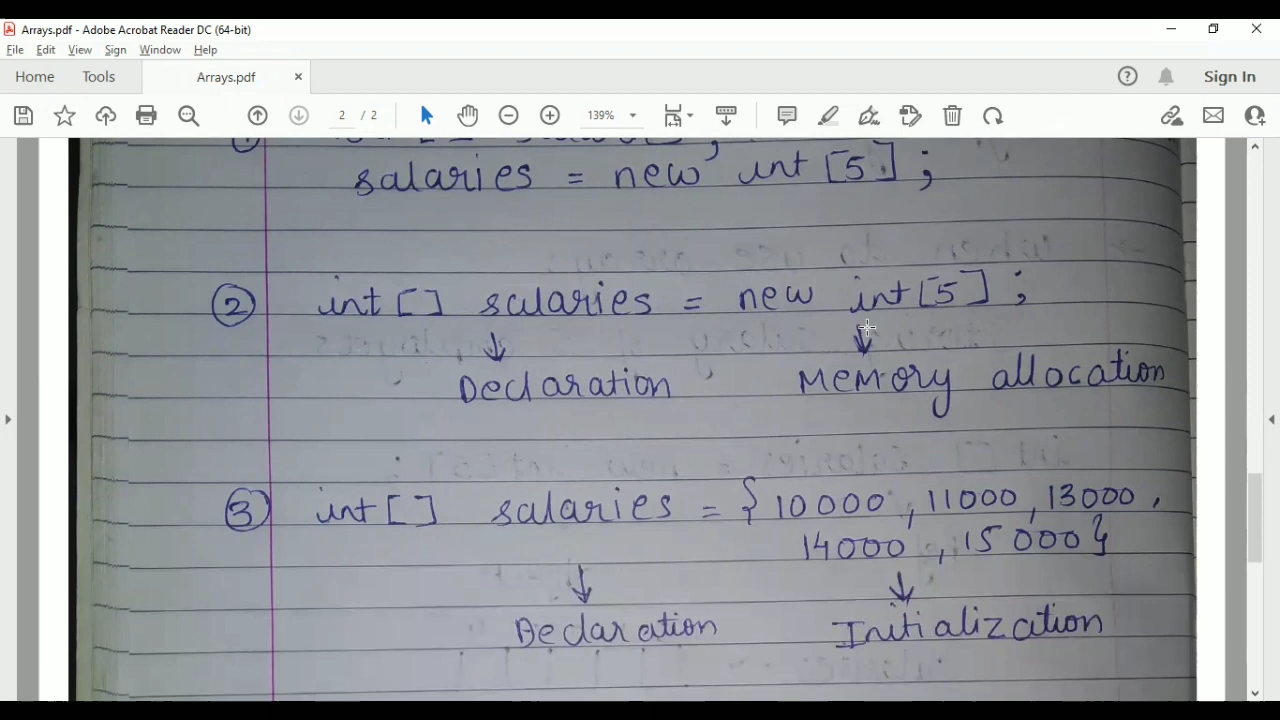 Arrays.pdf - Adobe Acrobat Reader DC (64-bit)
File Edit View Sign Window Help
Home Tools Arrays.pdf × Sign In
2 / 2 139%
①
salaries = new int [5] ;
② int [] salaries = new int [5] ;
↓ ↓
Declaration Memory allocation
③ int [] salaries = { 10000 , 11000 , 13000 ,
14000 , 15000 }
↓ ↓
Declaration Initialization